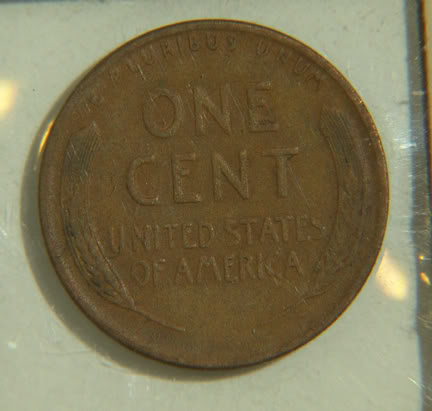 E PLURIBUS UNUM
ONE
CENT
UNITED STATES
OF AMERICA